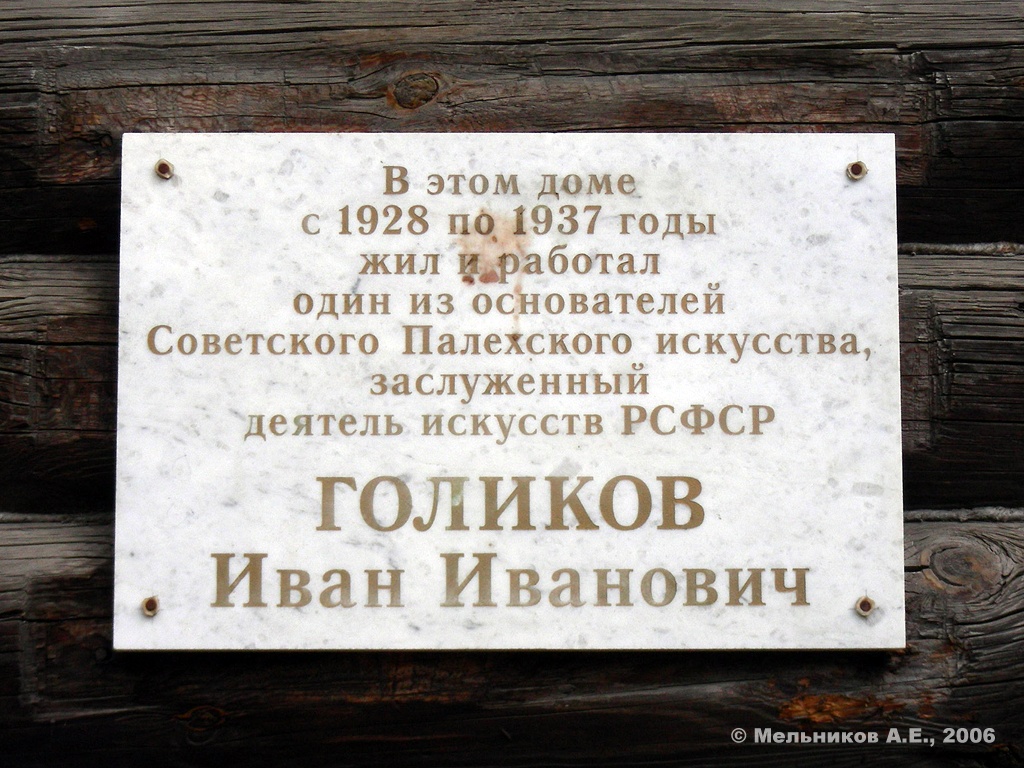 В этом доме
с 1928 по 1937 годы
жил и работал
один из основателей
Советского Палехского искусства,
заслуженный
деятель искусств РСФСР
ГОЛИКОВ
Иван Иванович
© Мельников А.Е., 2006